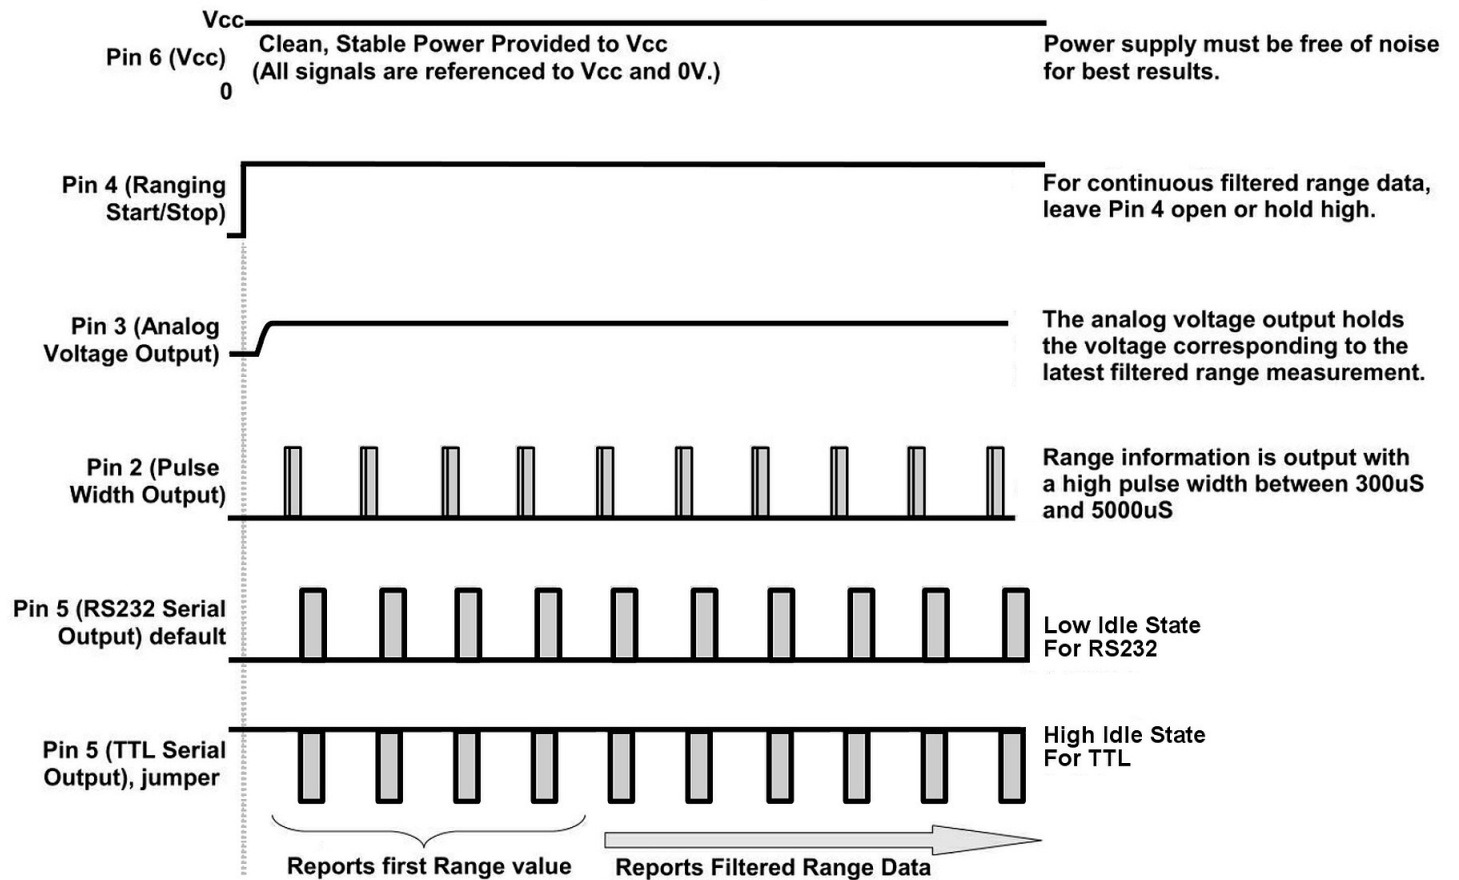 Vcc
Pin 6 (Vcc)
0
Clean, Stable Power Provided to Vcc
(All signals are referenced to Vcc and 0V.)
Power supply must be free of noise
for best results.
Pin 4 (Ranging
Start/Stop)
For continuous filtered range data,
leave Pin 4 open or hold high.
Pin 3 (Analog
Voltage Output)
The analog voltage output holds
the voltage corresponding to the
latest filtered range measurement.
Pin 2 (Pulse
Width Output)
Range information is output with
a high pulse width between 300uS
and 5000uS
Pin 5 (RS232 Serial
Output) default
Low Idle State
For RS232
Pin 5 (TTL Serial
Output), jumper
High Idle State
For TTL
Reports first Range value
Reports Filtered Range Data